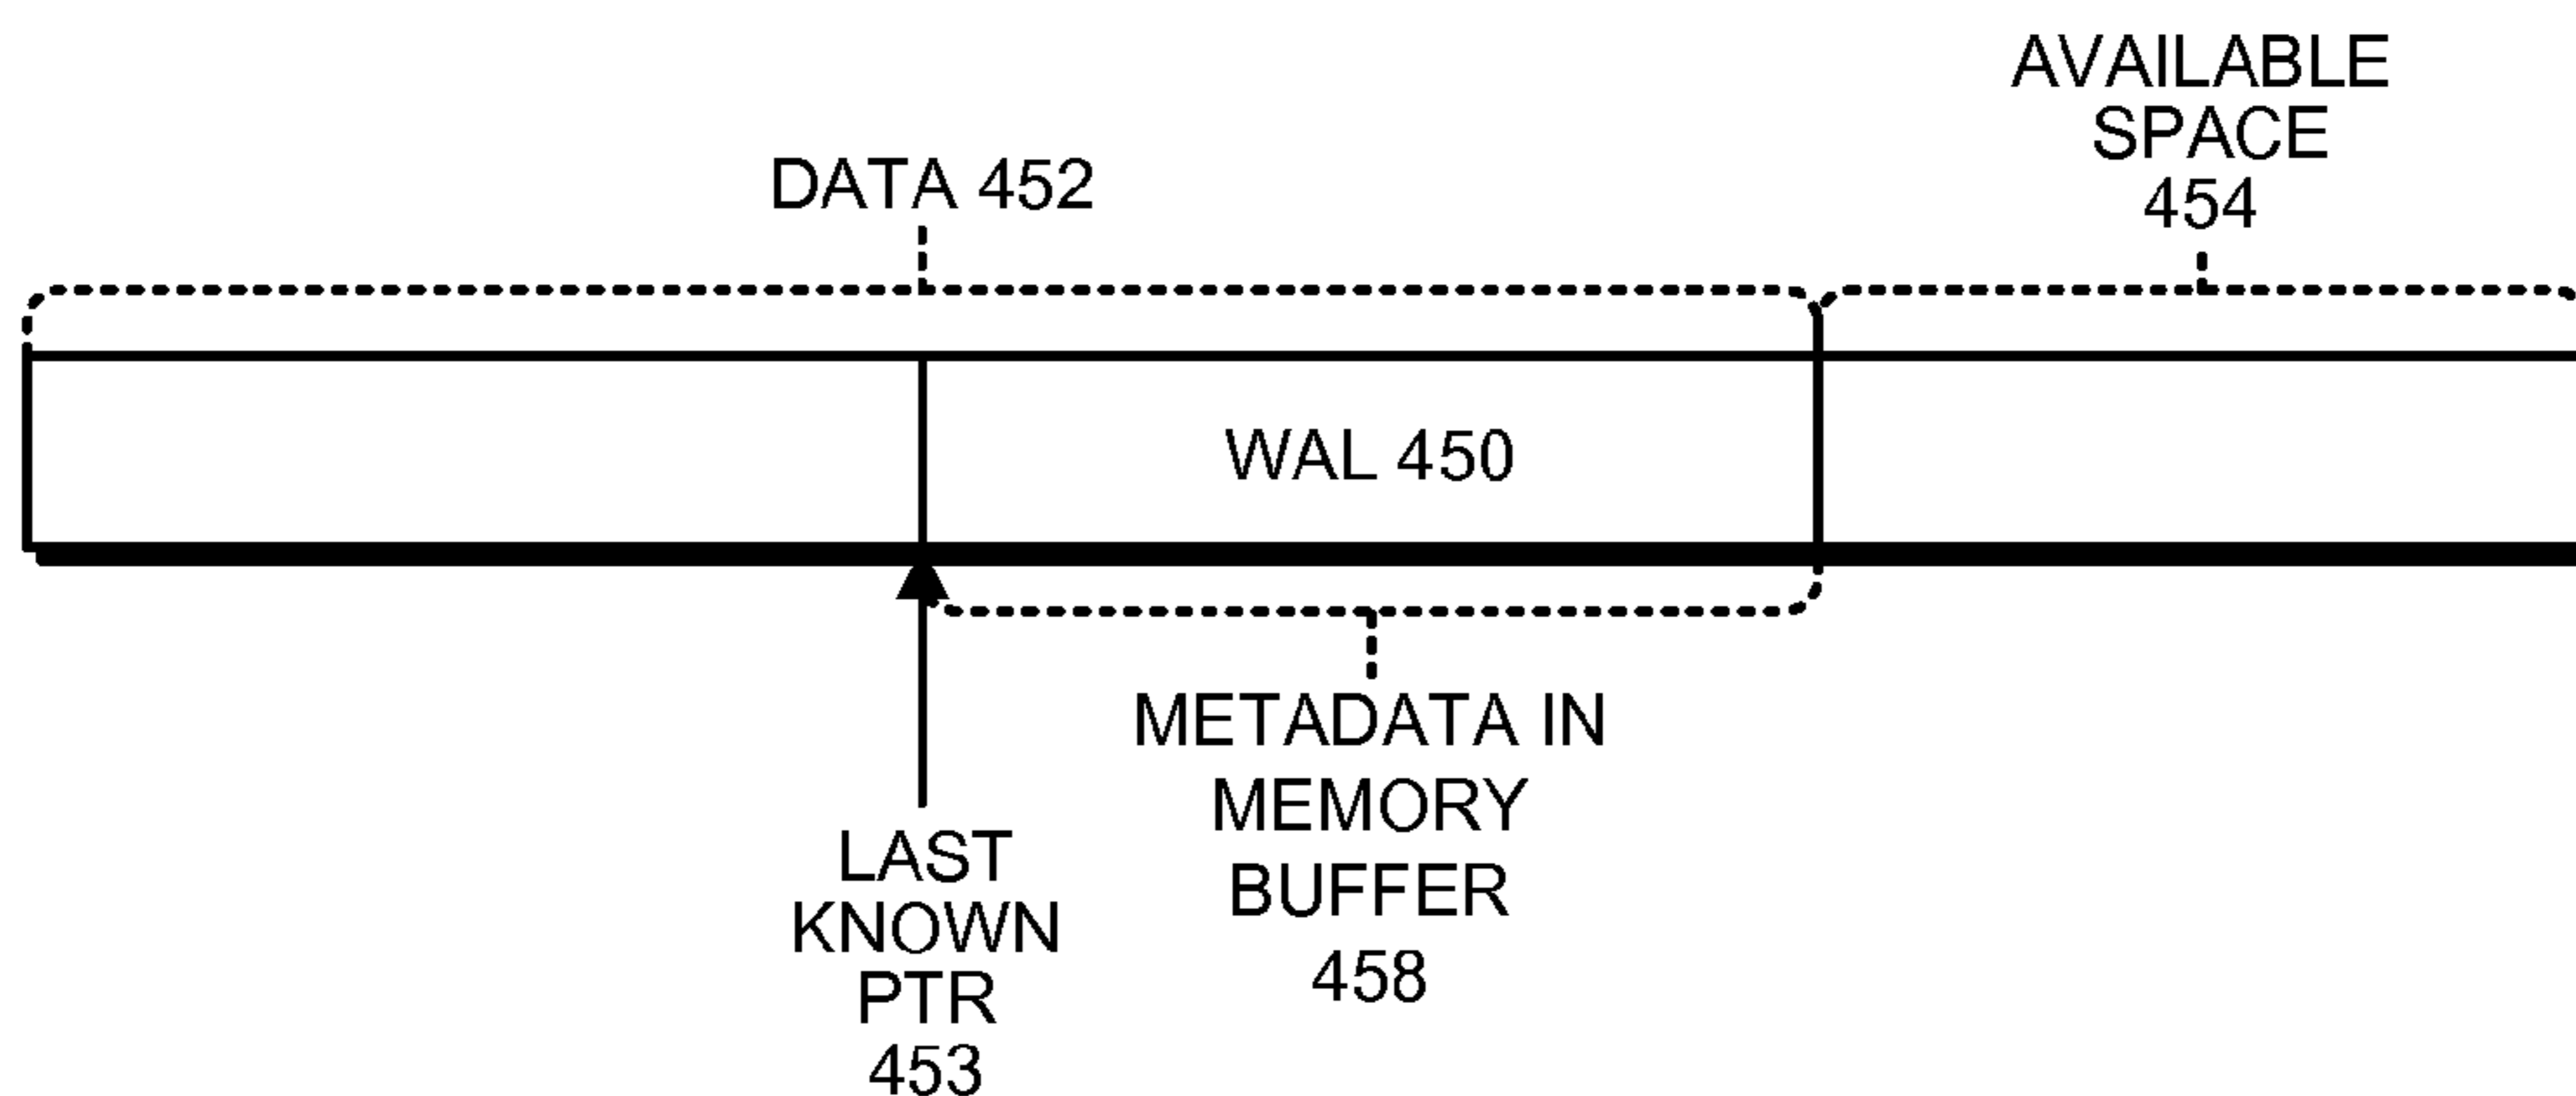 AVAILABLE
SPACE
454
DATA 452
WAL 450
METADATA IN
MEMORY
BUFFER
458
LAST
KNOWN
PTR
453